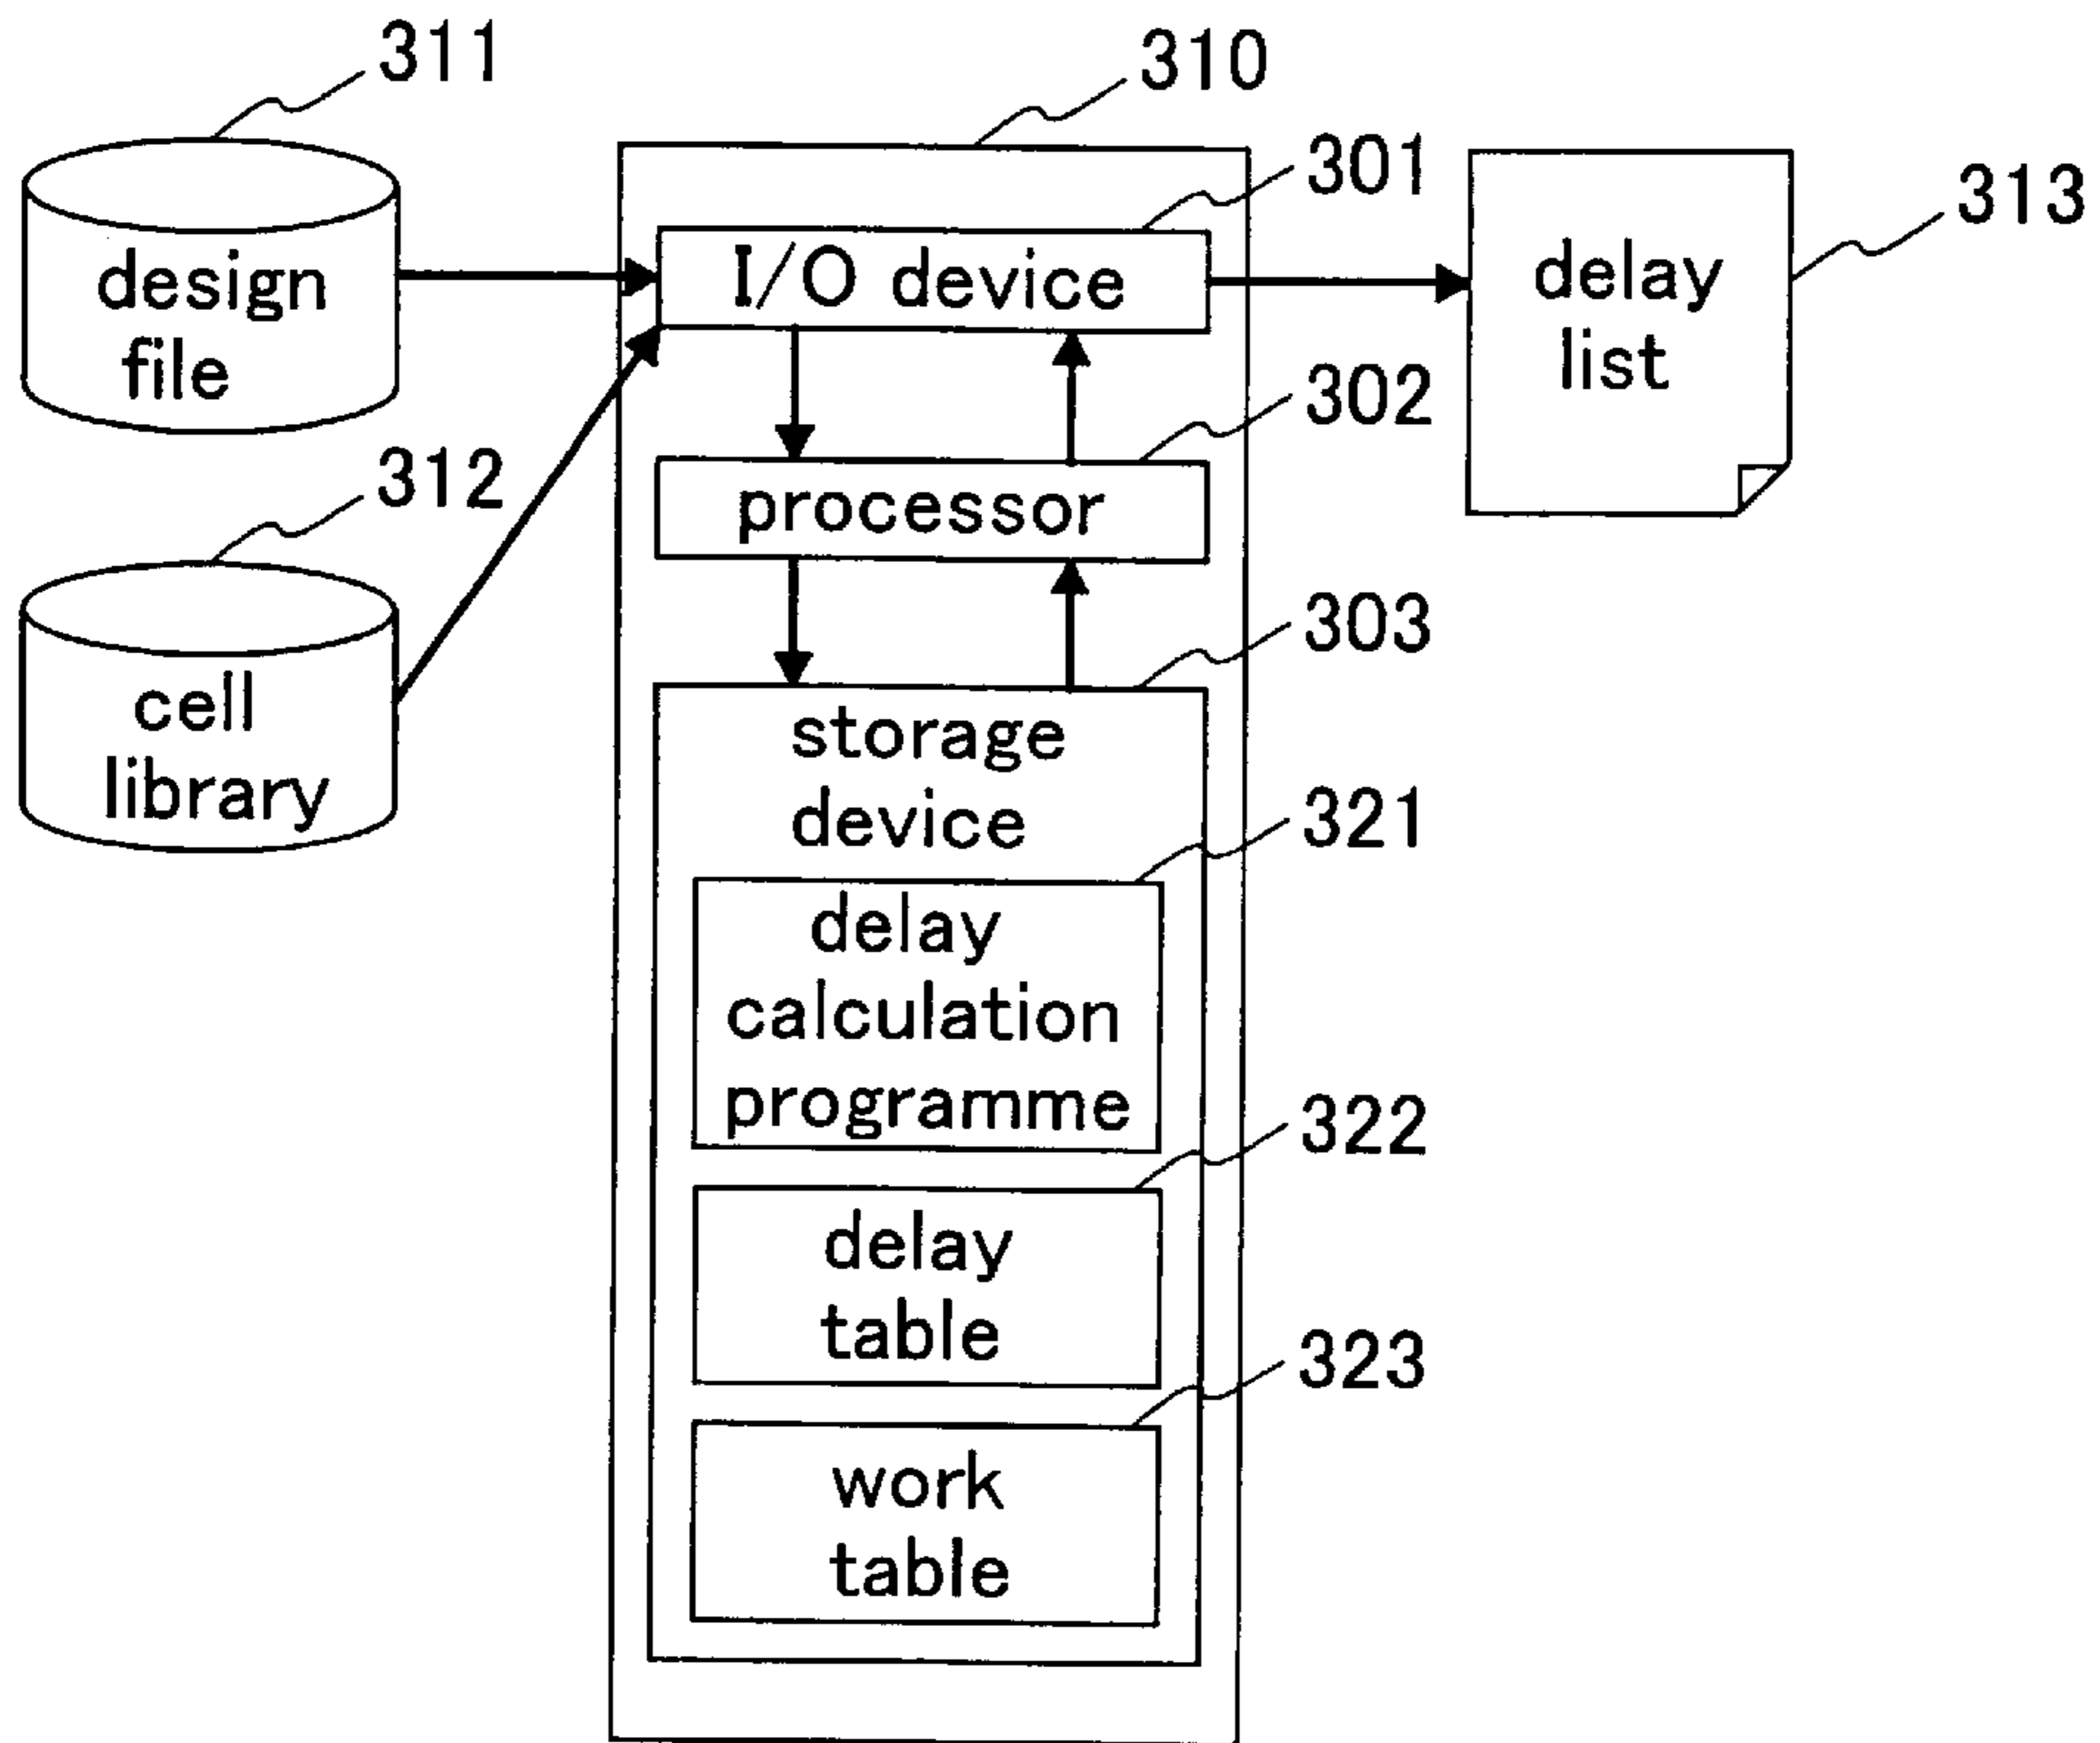 311
310
301
313
design
file
I/O device
delay
list
302
312
processor
303
cell
library
storage
device
321
delay
calculation
programme
322
delay
table
323
work
table